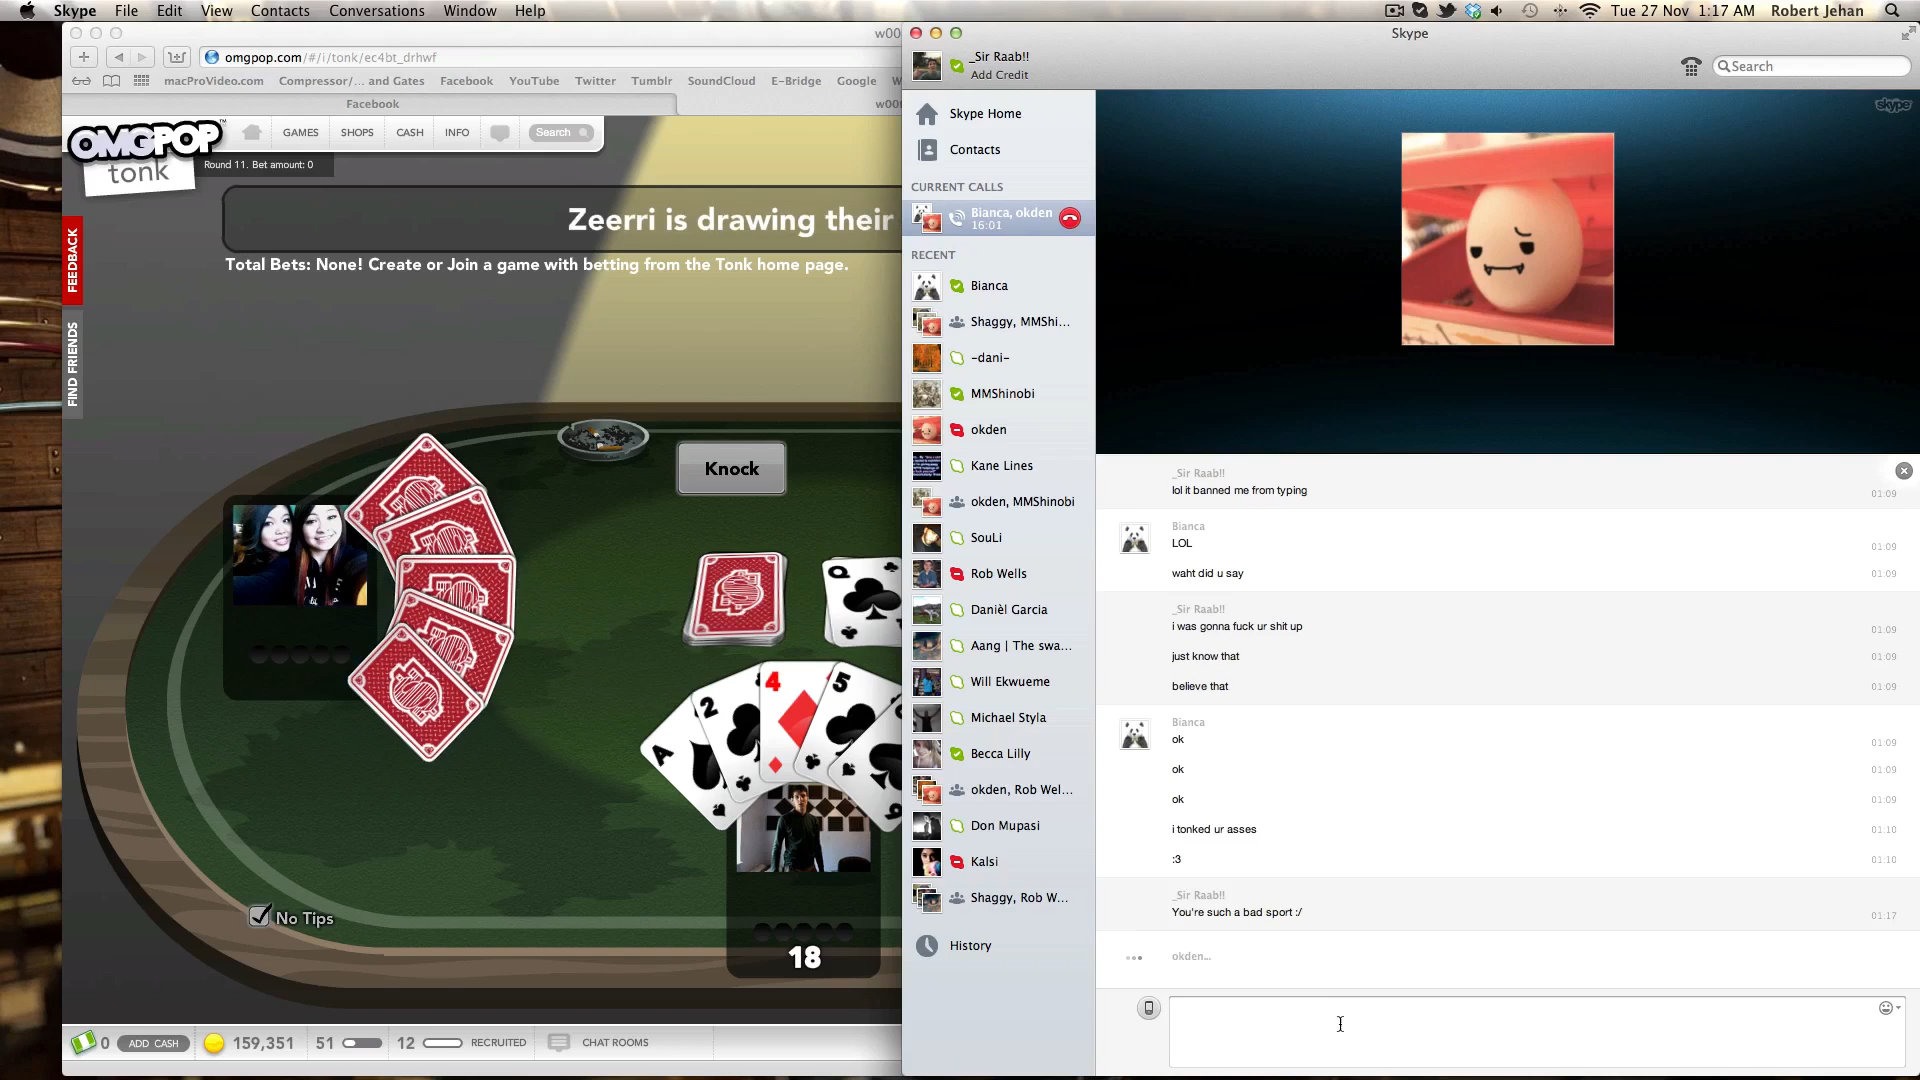 Skype File Edit View Contacts Conversations Window Help
Tue 27 Nov 1:17 AM Robert Jehan
w00
omgpop.com/#/i/tonk/ec4bt_drhwf
macProVideo.com Compressor/... and Gates Facebook YouTube Twitter Tumblr SoundCloud E-Bridge Google W
Facebook
w00t
OMGPOP
tonk
GAMES SHOPS CASH INFO Search
Round 11. Bet amount: 0
Zeerri is drawing their
Total Bets: None! Create or Join a game with betting from the Tonk home page.
FEEDBACK
FIND FRIENDS
Knock
Q
A
2
4
5
No Tips
18
0 ADD CASH 159,351 51 12 RECRUITED CHAT ROOMS
Skype
_Sir Raab!!
Add Credit
Search
Skype Home
Contacts
CURRENT CALLS
Bianca, okden
16:01
RECENT
Bianca
Shaggy, MMShi...
-dani-
MMShinobi
okden
Kane Lines
okden, MMShinobi
SouLi
Rob Wells
Danièl Garcia
Aang | The swa...
Will Ekwueme
Michael Styla
Becca Lilly
okden, Rob Wel...
Don Mupasi
Kalsi
Shaggy, Rob W...
History
skype
_Sir Raab!!
lol it banned me from typing 01:09
Bianca
LOL 01:09
waht did u say 01:09
_Sir Raab!!
i was gonna fuck ur shit up 01:09
just know that 01:09
believe that 01:09
Bianca
ok 01:09
ok 01:09
ok 01:09
i tonked ur asses 01:10
:3 01:10
_Sir Raab!!
You're such a bad sport :/ 01:17
okden...